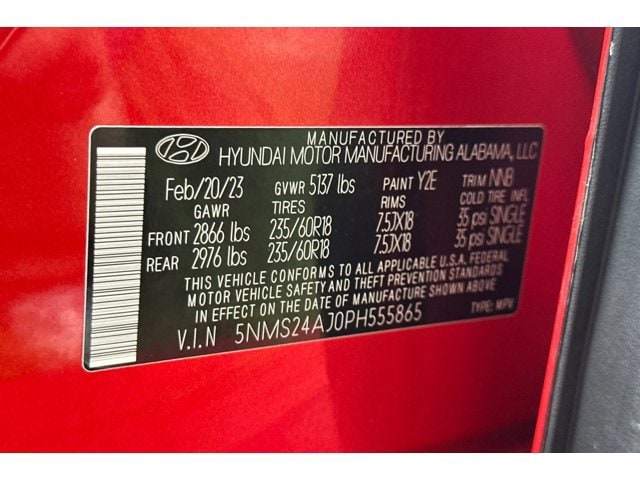 MANUFACTURED BY
HYUNDAI MOTOR MANUFACTURING ALABAMA, LLC
Feb/20/23 GVWR 5137 lbs PAINT Y2E TRIM NNB
GAWR TIRES RIMS COLD TIRE INFL
FRONT 2866 lbs 235/60R18 7.5JX18 35 psi SINGLE
REAR 2976 lbs 235/60R18 7.5JX18 35 psi SINGLE
THIS VEHICLE CONFORMS TO ALL APPLICABLE U.S.A. FEDERAL
MOTOR VEHICLE SAFETY AND THEFT PREVENTION STANDARDS
IN EFFECT ON THE DATE OF MANUFACTURE SHOWN ABOVE
V.I.N 5NMS24AJ0PH555865 TYPE: MPV